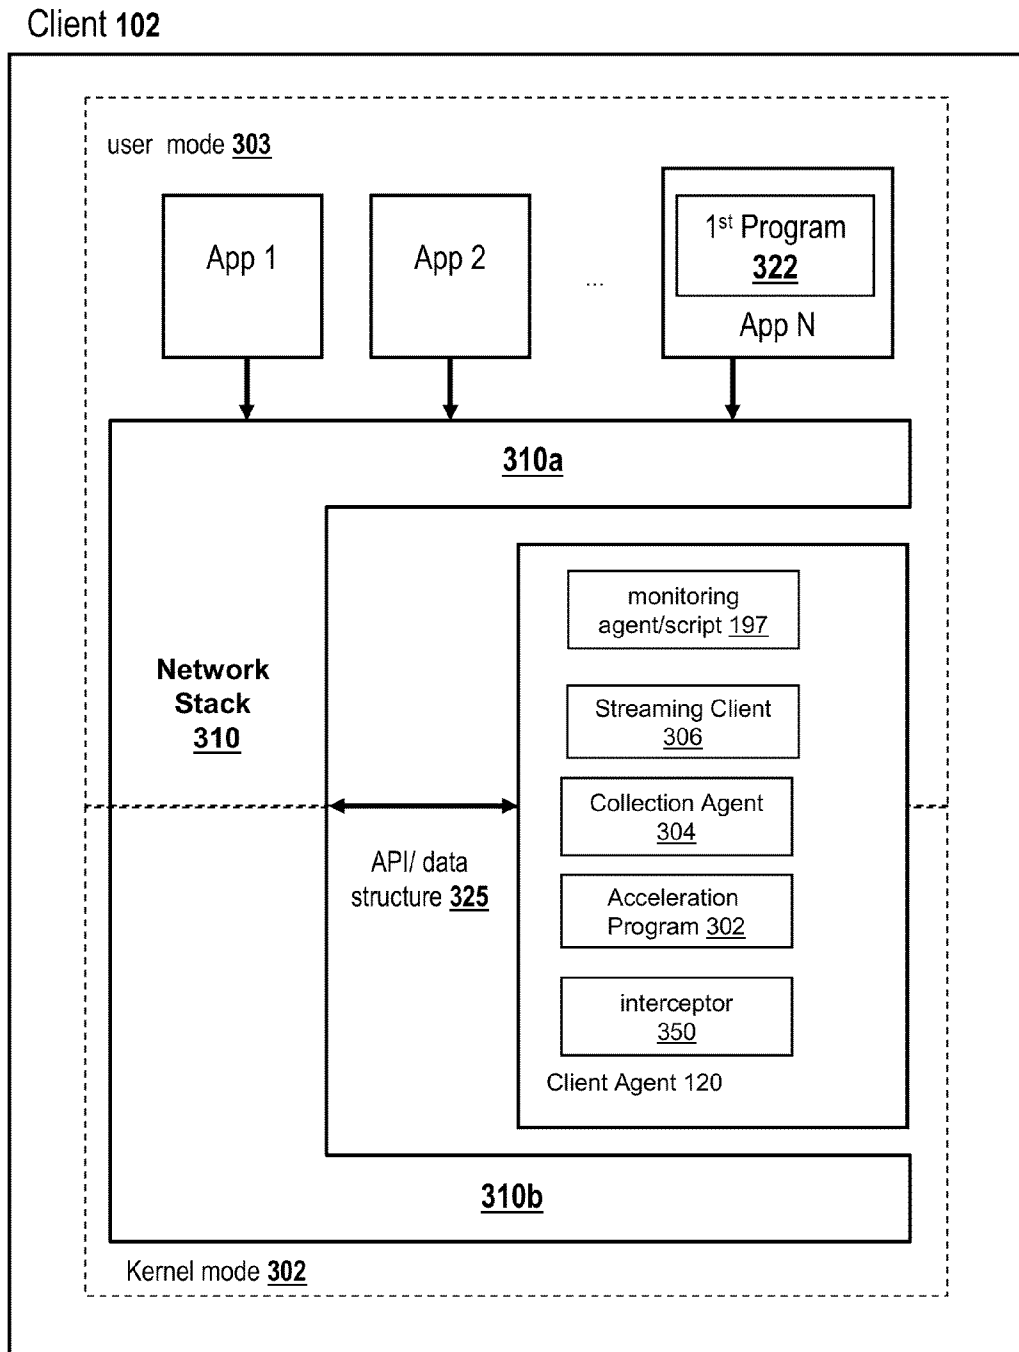 Client 102
user mode 303
App 1
App 2
...
1st Program
322
App N
310a
monitoring
agent/script 197
Network
Stack
310
Streaming Client
306
Collection Agent
304
API/ data
structure 325
Acceleration
Program 302
interceptor
350
Client Agent 120
310b
Kernel mode 302